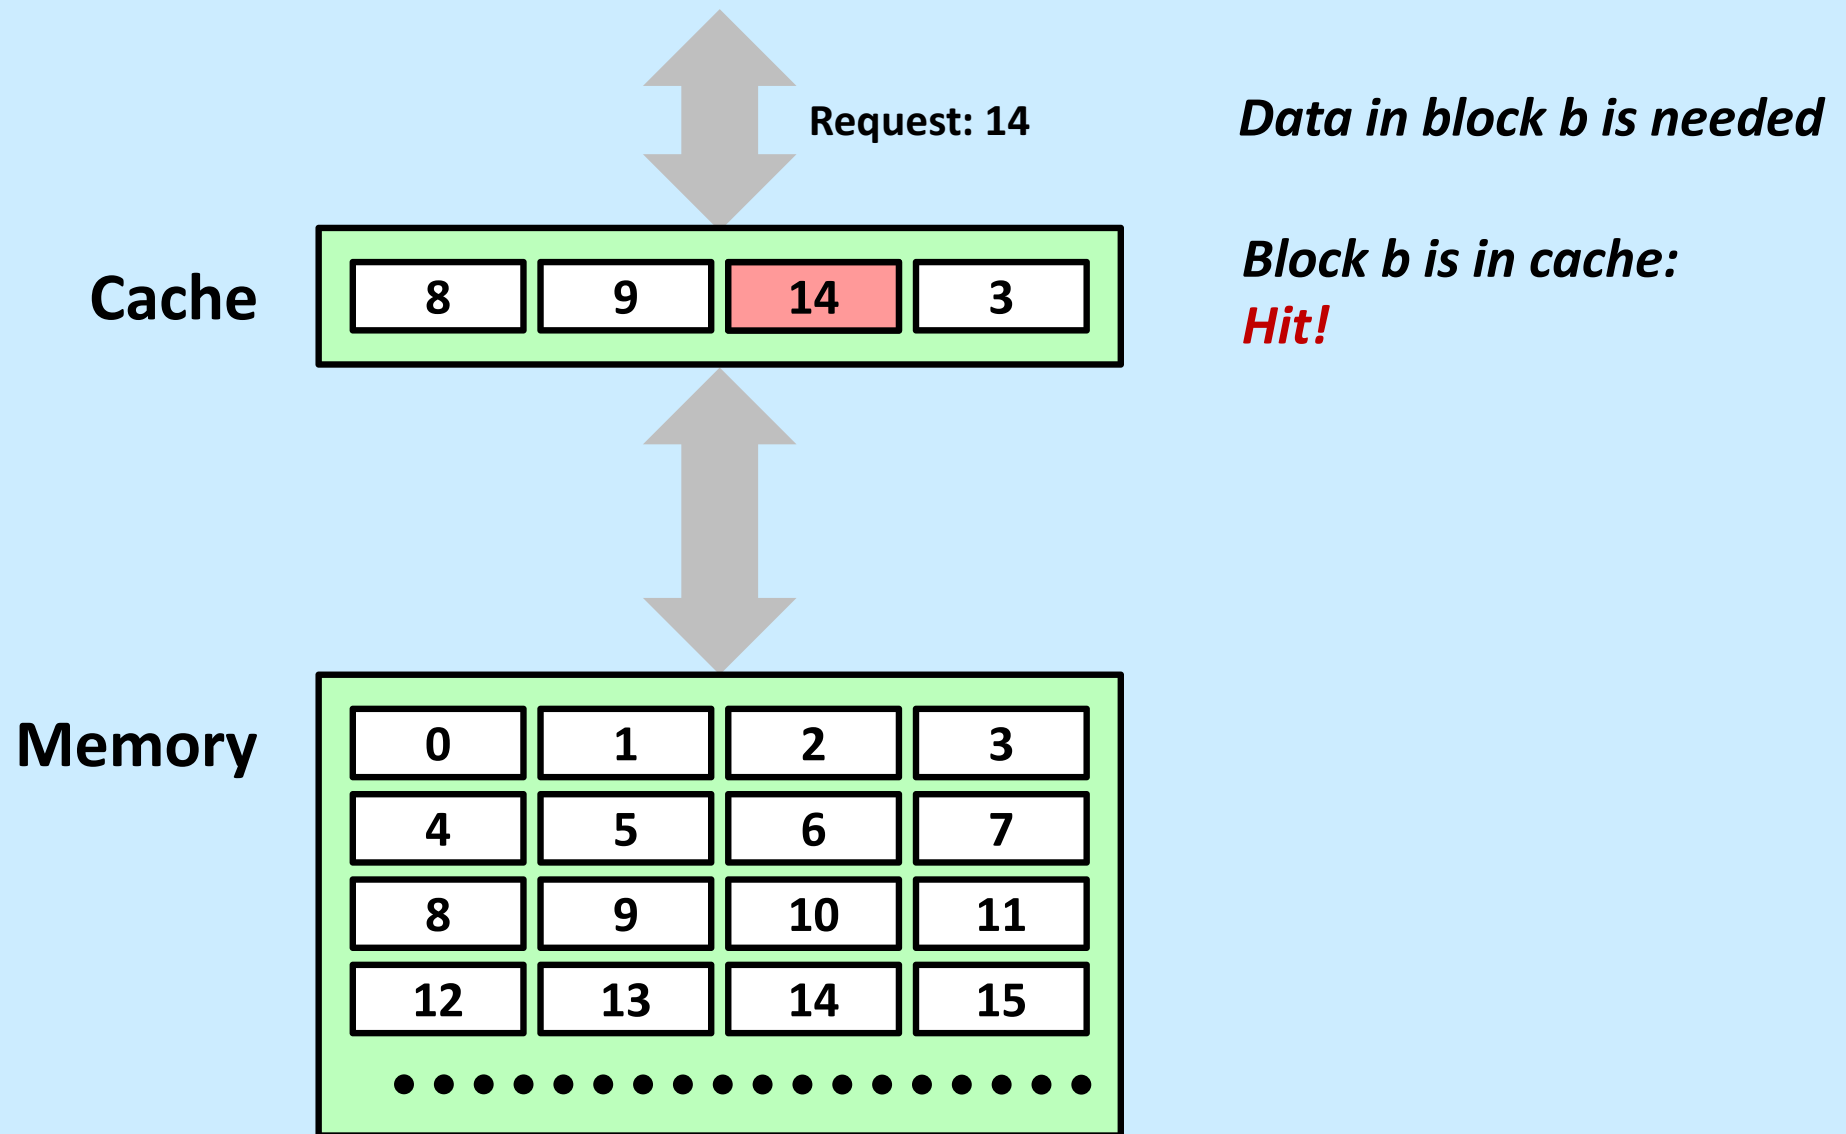 Request: 14
Data in block b is needed
Cache
8 9 14 3
Block b is in cache:
Hit!
Memory
0 1 2 3
4 5 6 7
8 9 10 11
12 13 14 15